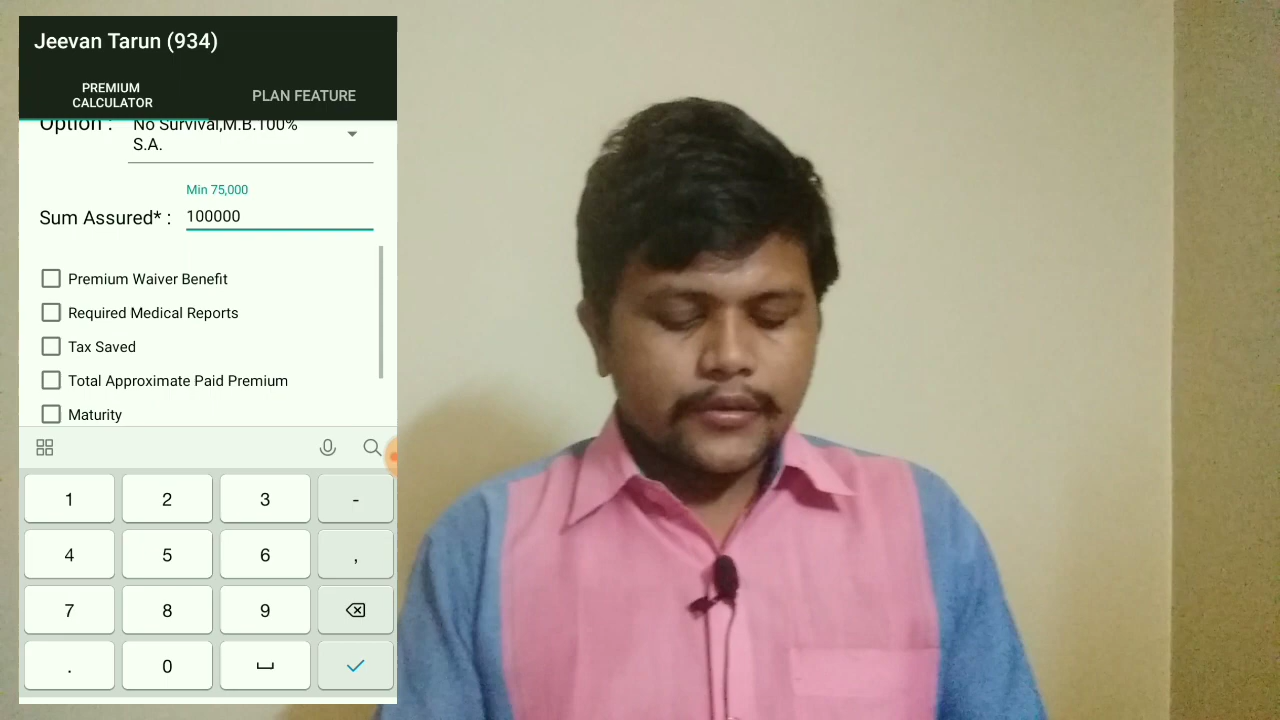 Jeevan Tarun (934)
PREMIUM
CALCULATOR
PLAN FEATURE
Option :
No Survival,M.B.100%
S.A.
Min 75,000
Sum Assured* :
100000
Premium Waiver Benefit
Required Medical Reports
Tax Saved
Total Approximate Paid Premium
Maturity
1 2 3 -
4 5 6 ,
7 8 9
. 0